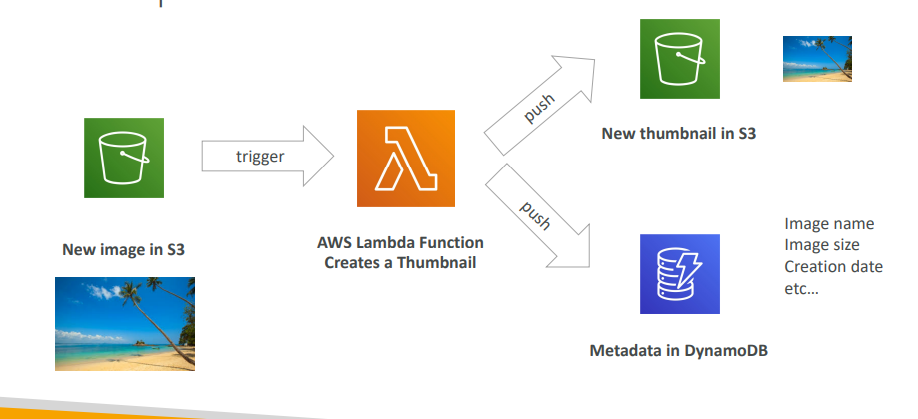 trigger
push
push
New image in S3
AWS Lambda Function
Creates a Thumbnail
New thumbnail in S3
Image name
Image size
Creation date
etc...
Metadata in DynamoDB